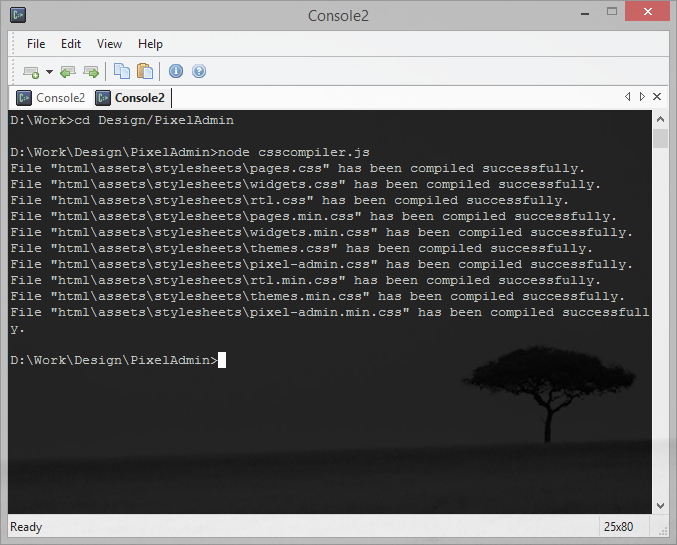 Console2
File Edit View Help
Console2 Console2
D:\Work>cd Design/PixelAdmin
D:\Work\Design\PixelAdmin>node csscompiler.js
File "html\assets\stylesheets\pages.css" has been compiled successfully.
File "html\assets\stylesheets\widgets.css" has been compiled successfully.
File "html\assets\stylesheets\rtl.css" has been compiled successfully.
File "html\assets\stylesheets\pages.min.css" has been compiled successfully.
File "html\assets\stylesheets\widgets.min.css" has been compiled successfully.
File "html\assets\stylesheets\themes.css" has been compiled successfully.
File "html\assets\stylesheets\pixel-admin.css" has been compiled successfully.
File "html\assets\stylesheets\rtl.min.css" has been compiled successfully.
File "html\assets\stylesheets\themes.min.css" has been compiled successfully.
File "html\assets\stylesheets\pixel-admin.min.css" has been compiled successfull
y.
D:\Work\Design\PixelAdmin>
Ready 25x80